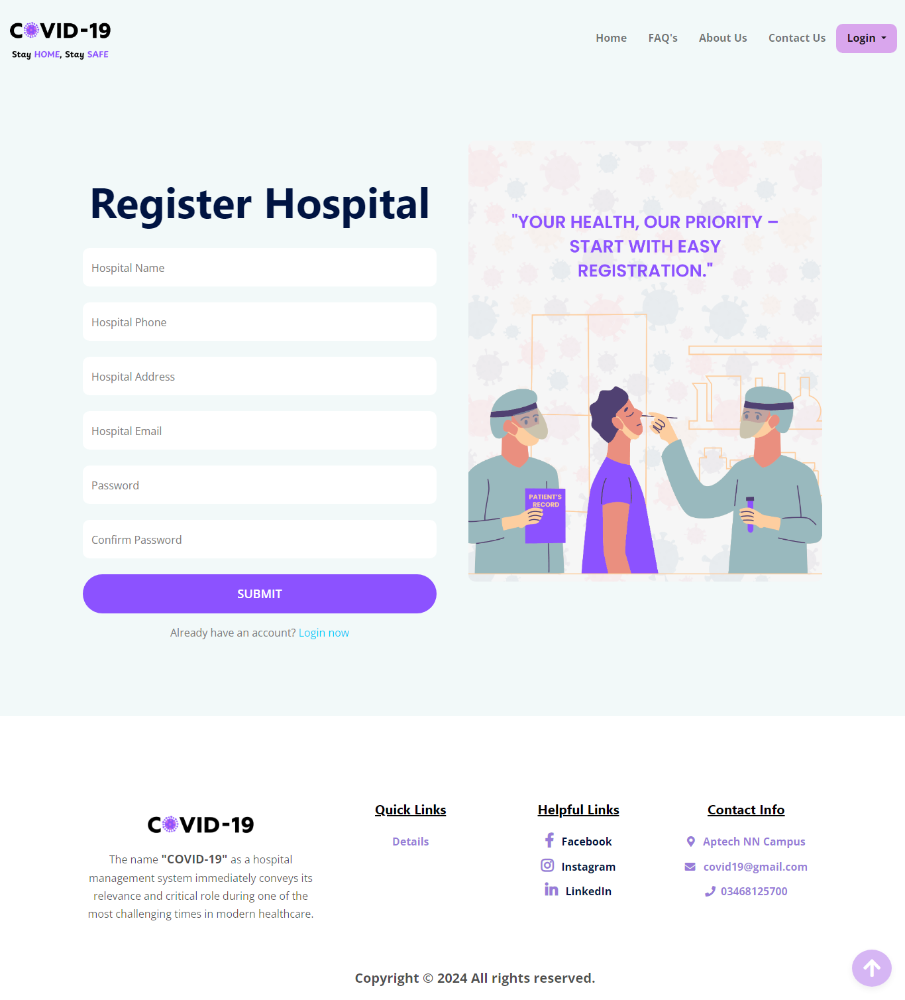 COVID-19
Stay HOME, Stay SAFE
Home
FAQ's
About Us
Contact Us
Login
Register Hospital
Hospital Name
Hospital Phone
Hospital Address
Hospital Email
Password
Confirm Password
SUBMIT
Already have an account? Login now
"YOUR HEALTH, OUR PRIORITY –
START WITH EASY
REGISTRATION."
PATIENT'S
RECORD
COVID-19
The name "COVID-19" as a hospital
management system immediately conveys its
relevance and critical role during one of the
most challenging times in modern healthcare.
Quick Links
Details
Helpful Links
Facebook
Instagram
LinkedIn
Contact Info
Aptech NN Campus
covid19@gmail.com
03468125700
Copyright © 2024 All rights reserved.